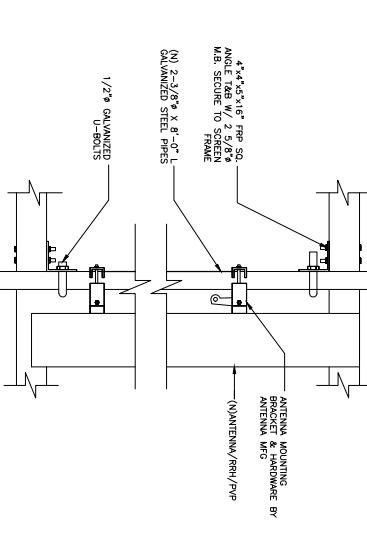 4"x4"x5"x16" FRP SQ.
ANGLE T&B W/ 2 5/8"ø
M.B. SECURE TO SCREEN
FRAME
(N) 2-3/8"ø X 8'-0" L
GALVANIZED STEEL PIPES
1/2"ø GALVANIZED
U-BOLTS
ANTENNA MOUNTING
BRACKET & HARDWARE BY
ANTENNA MFG
(N)ANTENNA/RRH/PVP